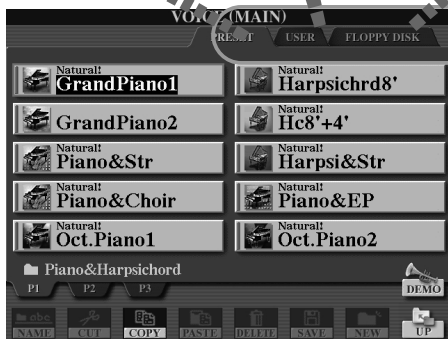 VOICE (MAIN)
PRESET USER FLOPPY DISK
Natural! Natural!
GrandPiano1 Harpsichrd8'
Natural!
GrandPiano2 Hc8'+4'
Natural! Natural!
Piano&Str Harpsi&Str
Natural! Natural!
Piano&Choir Piano&EP
Natural! Natural!
Oct.Piano1 Oct.Piano2
Piano&Harpsichord
P1 P2 P3 DEMO
abc
NAME CUT COPY PASTE DELETE SAVE NEW UP